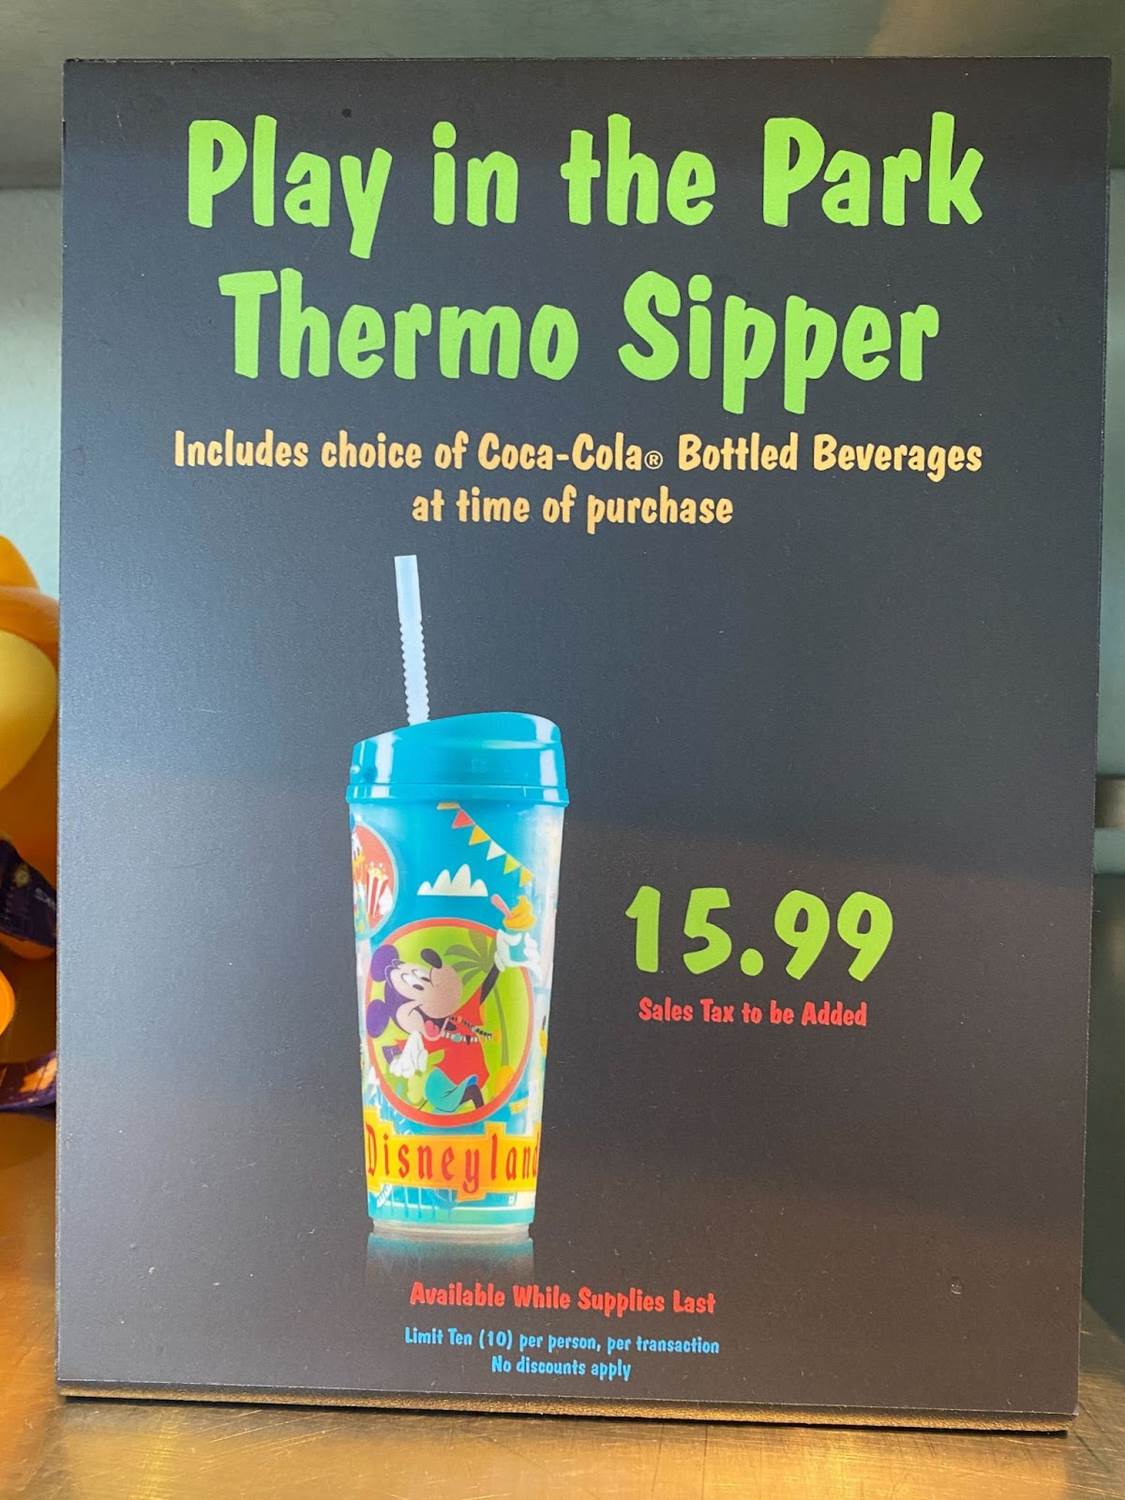 Play in the Park
Thermo Sipper
Includes choice of Coca-Cola® Bottled Beverages
at time of purchase
Disneyland
15.99
Sales Tax to be Added
Available While Supplies Last
Limit Ten (10) per person, per transaction
No discounts apply